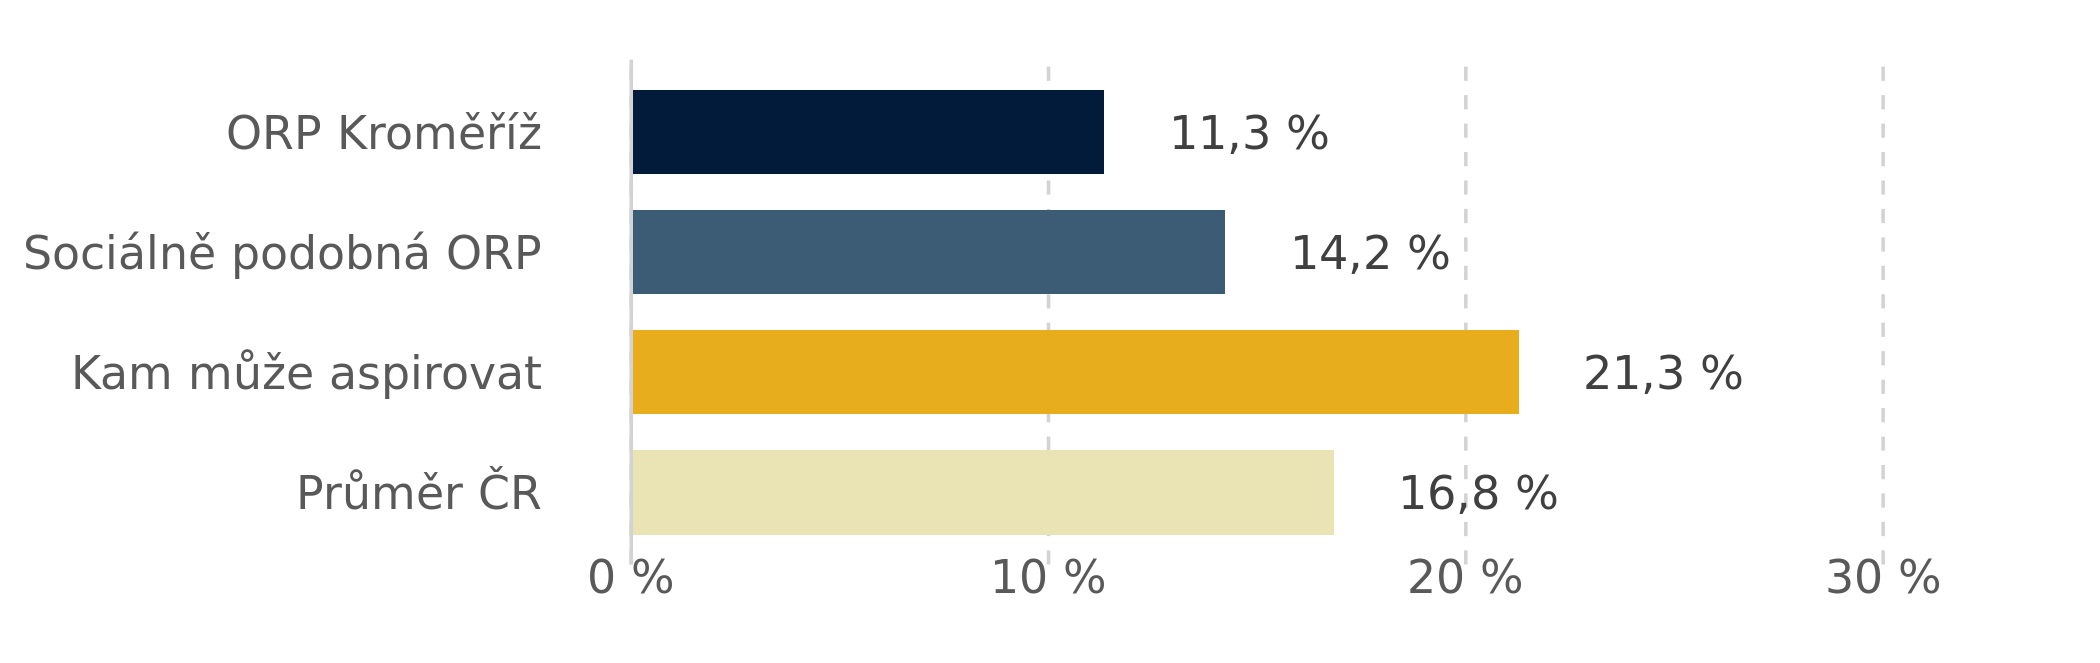 ORP Kroměříž 11,3 %
Sociálně podobná ORP 14,2 %
Kam může aspirovat 21,3 %
Průměr ČR 16,8 %
0 % 10 % 20 % 30 %